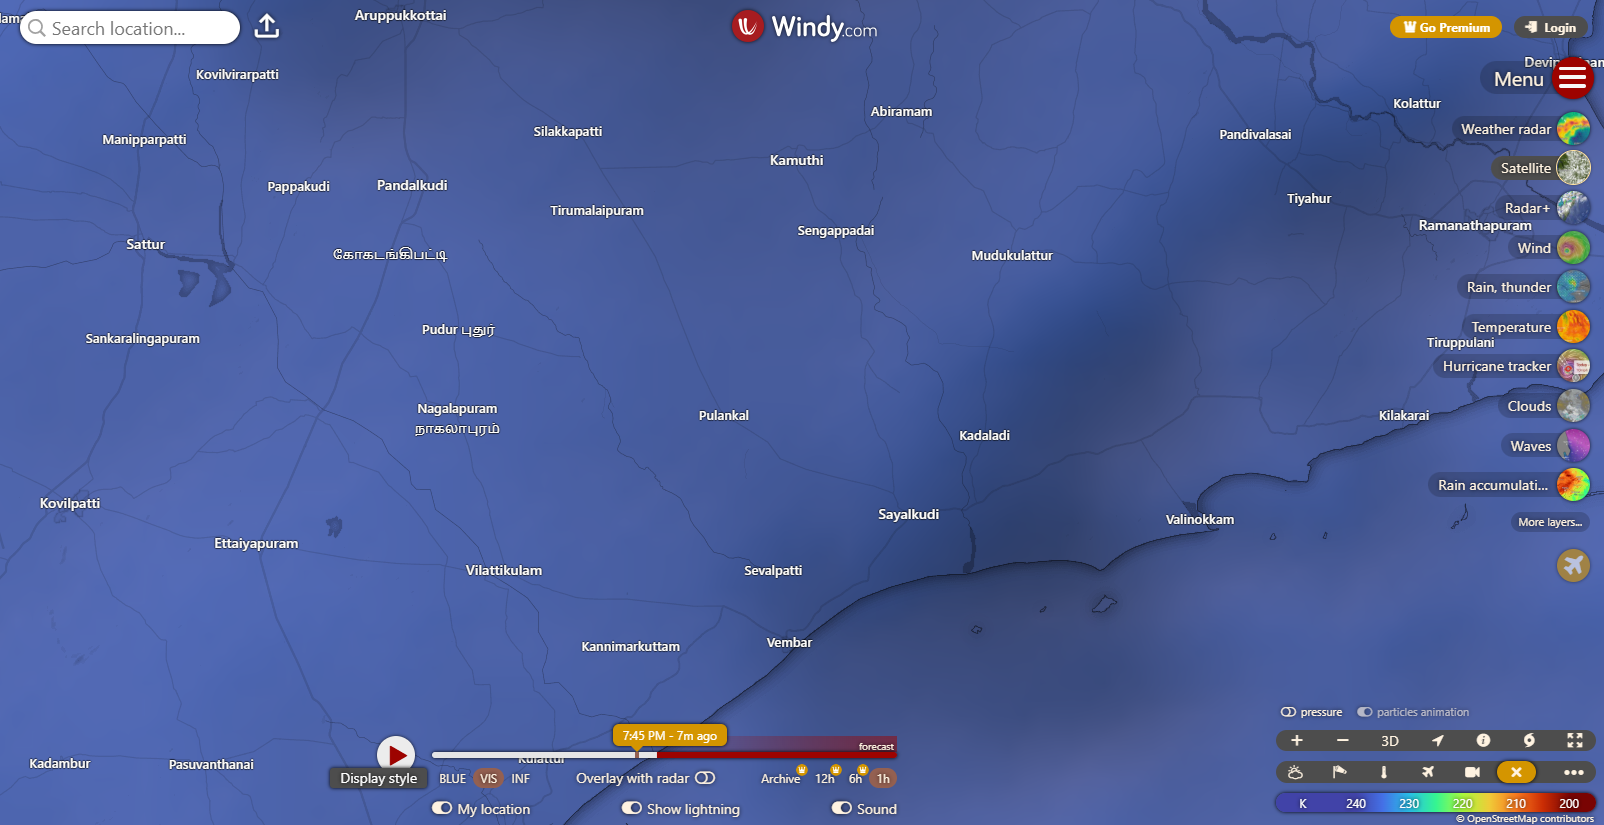 Aruppukkottai
Search location...
Windy.com
Go Premium
Login
Kovilvirarpatti
Menu
Abiramam
Kolattur
Silakkapatti
Pandivalasai
Weather radar
Manipparpatti
Kamuthi
Satellite
Pappakudi
Pandalkudi
Tiyahur
Tirumalaipuram
Radar+
Sengappadai
Ramanathapuram
Sattur
Wind
கோகடங்கிபட்டி
Mudukulattur
Rain, thunder
Pudur புதுர்
Temperature
Sankaralingapuram
Tiruppulani
Hurricane tracker
Nagalapuram
நாகலாபுரம்
Pulankal
Kilakarai
Clouds
Kadaladi
Waves
Rain accumulati...
Kovilpatti
Sayalkudi
Valinokkam
More layers...
Ettaiyapuram
Vilattikulam
Sevalpatti
Kannimarkuttam
Vembar
pressure
particles animation
7:45 PM - 7m ago
3D
forecast
Kadambur
Pasuvanthanai
Kulattur
Display style
BLUE VIS INF
Overlay with radar
Archive 12h 6h 1h
My location
Show lightning
Sound
K 240 230 220 210 200
© OpenStreetMap contributors